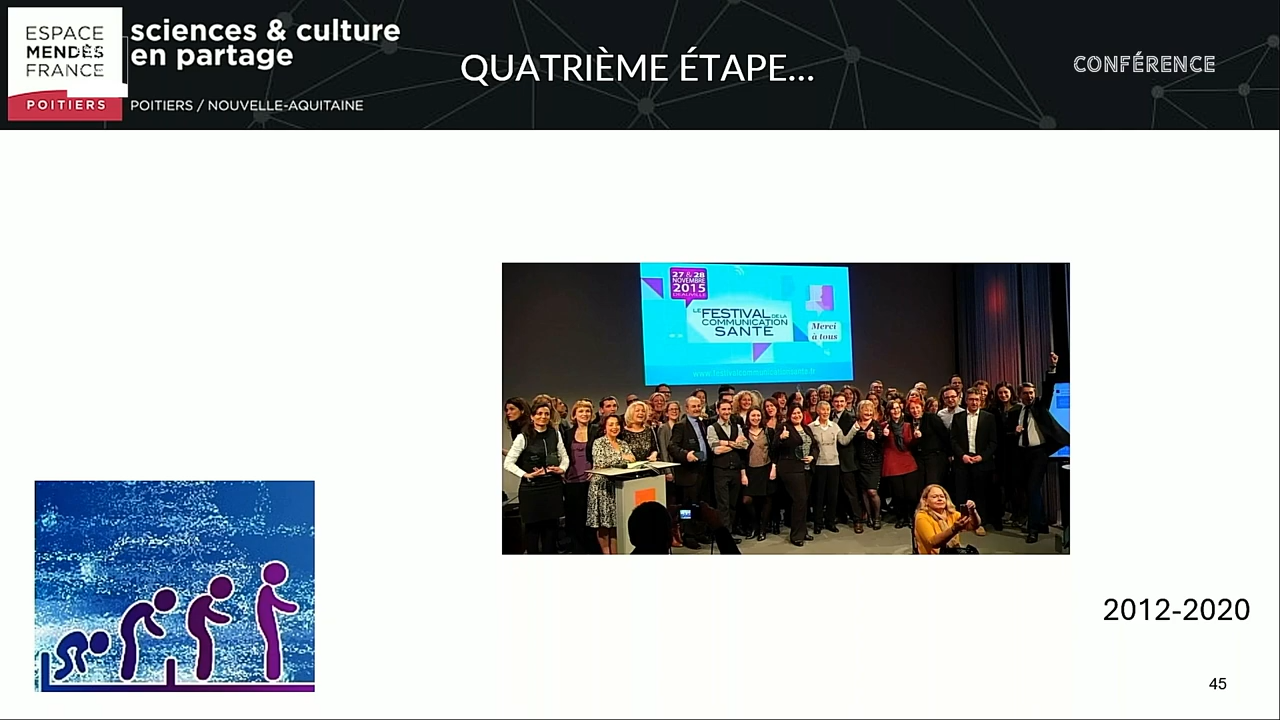 ESPACE
MENDÈS
FRANCE
POITIERS
sciences & culture
en partage
POITIERS / NOUVELLE-AQUITAINE
QUATRIÈME ÉTAPE...
CONFÉRENCE
27 & 28
NOVEMBRE
2015
DEAUVILLE
LE FESTIVAL DE LA
COMMUNICATION
SANTÉ
Merci
à tous
www.festivalcommunicationsante.fr
2012-2020
45